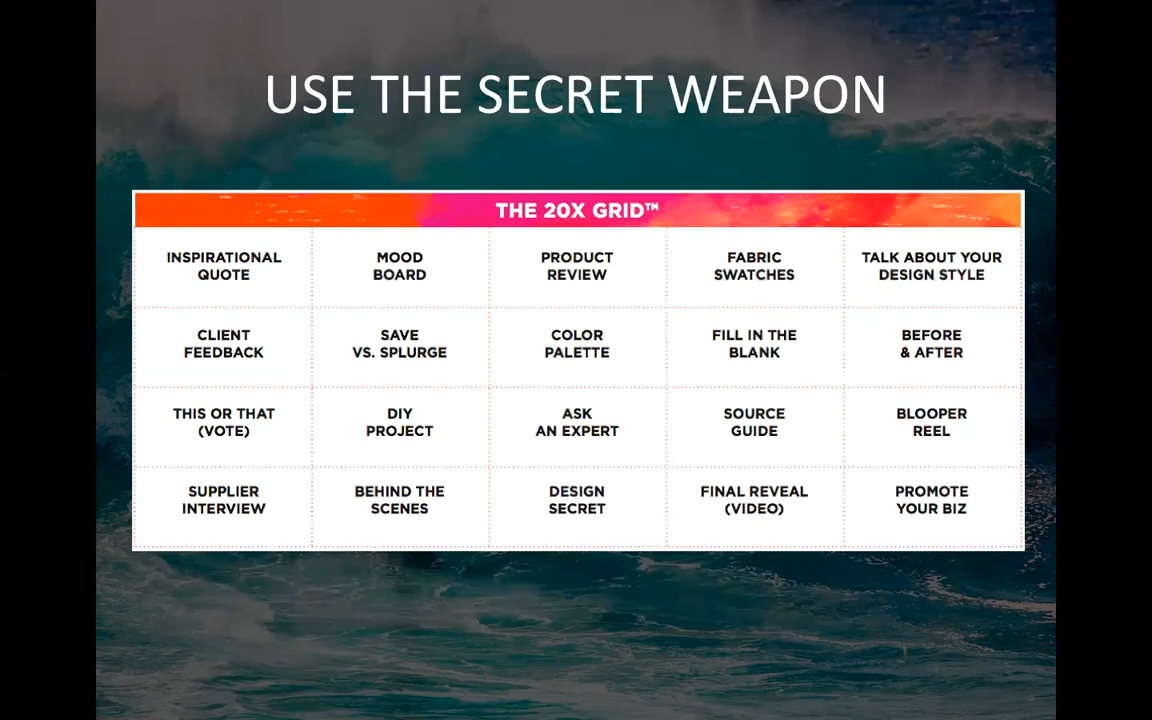 USE THE SECRET WEAPON
THE 20X GRID™
INSPIRATIONAL
QUOTE
MOOD
BOARD
PRODUCT
REVIEW
FABRIC
SWATCHES
TALK ABOUT YOUR
DESIGN STYLE
CLIENT
FEEDBACK
SAVE
VS. SPLURGE
COLOR
PALETTE
FILL IN THE
BLANK
BEFORE
& AFTER
THIS OR THAT
(VOTE)
DIY
PROJECT
ASK
AN EXPERT
SOURCE
GUIDE
BLOOPER
REEL
SUPPLIER
INTERVIEW
BEHIND THE
SCENES
DESIGN
SECRET
FINAL REVEAL
(VIDEO)
PROMOTE
YOUR BIZ